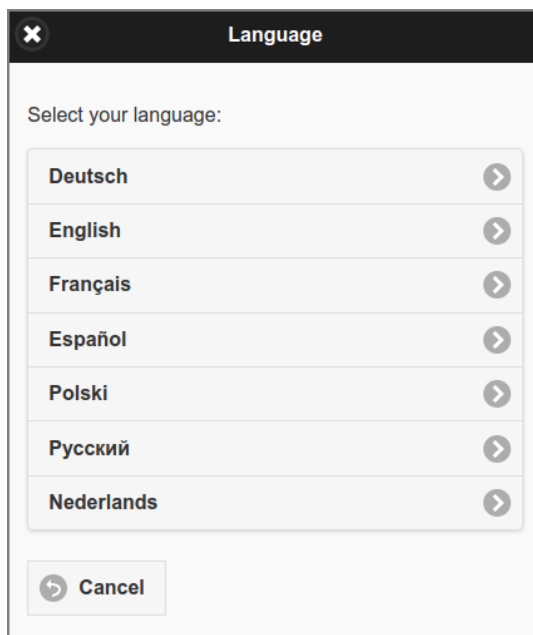 Language
Select your language:
Deutsch
English
Français
Español
Polski
Русский
Nederlands
Cancel